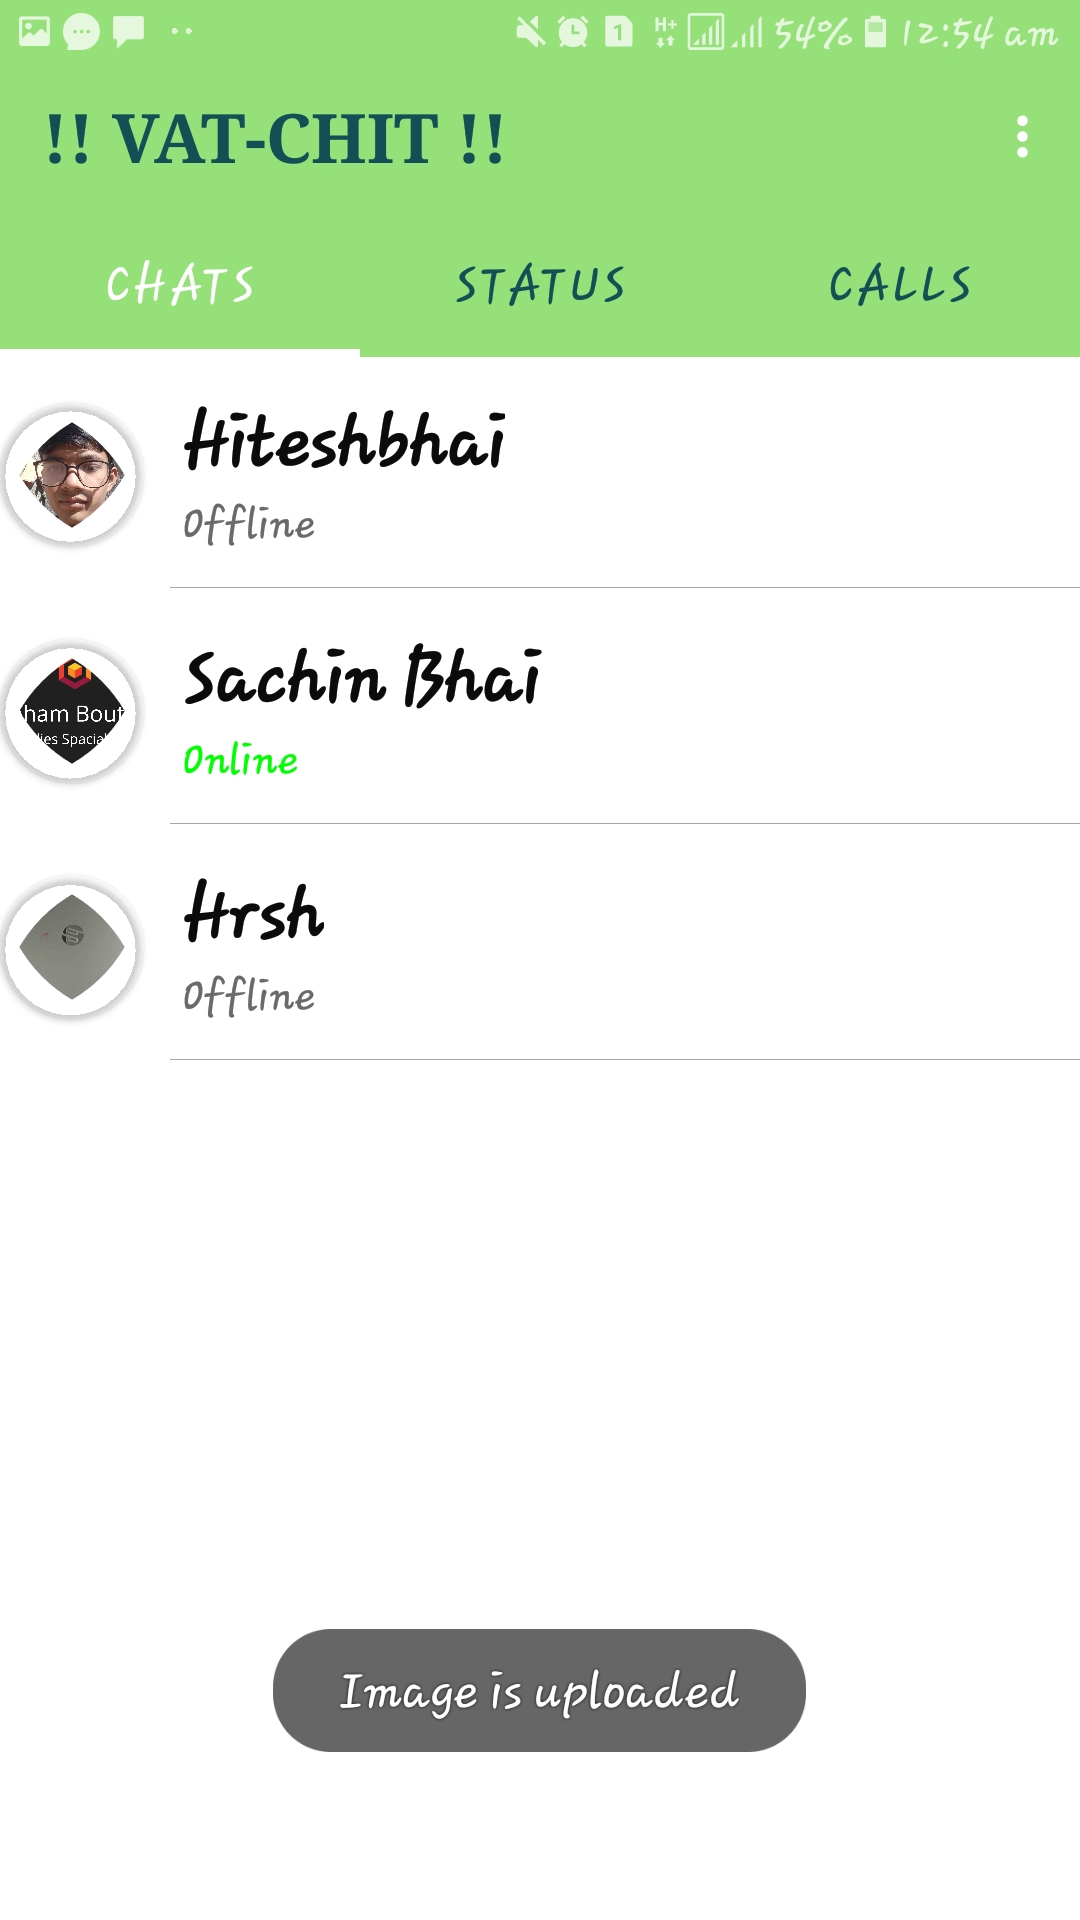 1 H+ 54% 12:54 am
!! VAT-CHIT !!
CHATS STATUS CALLS
Hiteshbhai
Offline
Sachin Bhai
ham Bout
ies Spacial
Online
Hrsh
Offline
Image is uploaded